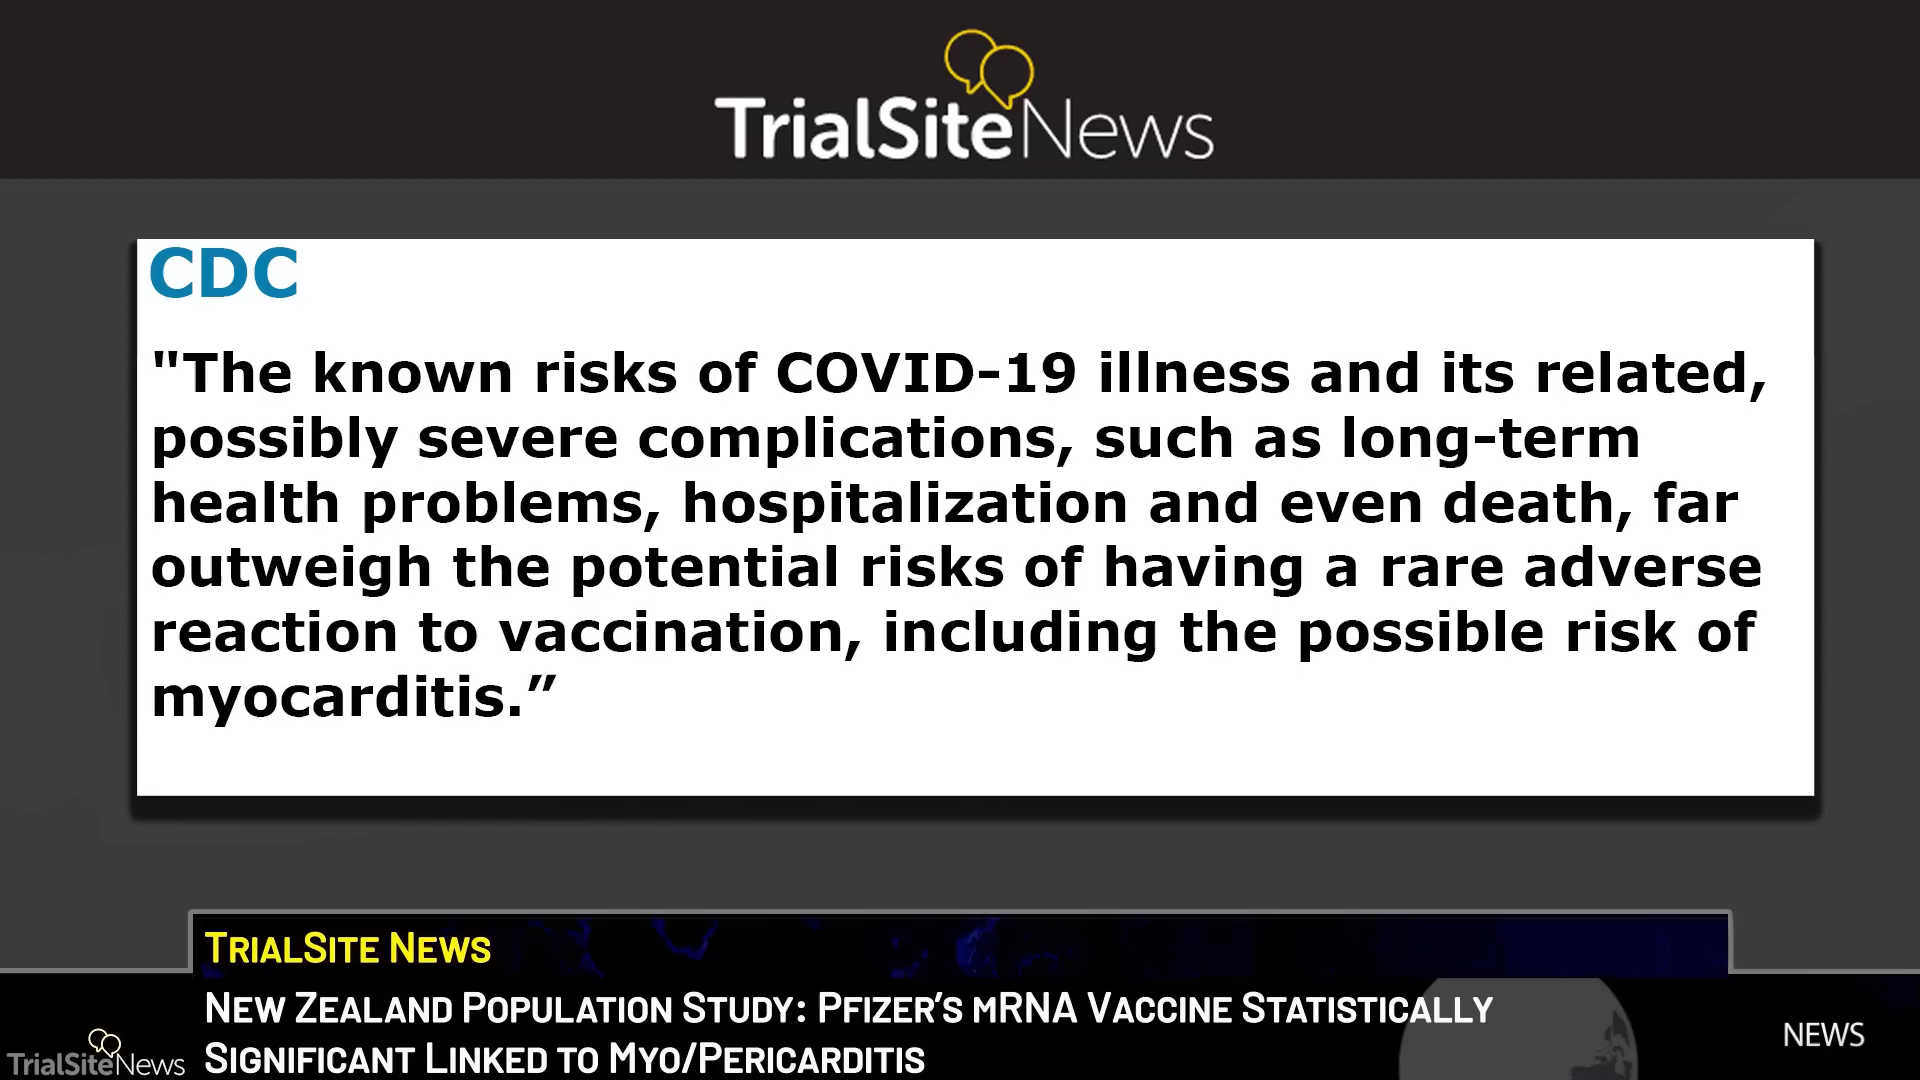 TrialSiteNews
CDC
"The known risks of COVID-19 illness and its related,
possibly severe complications, such as long-term
health problems, hospitalization and even death, far
outweigh the potential risks of having a rare adverse
reaction to vaccination, including the possible risk of
myocarditis.”
TrialSite News
New Zealand Population Study: Pfizer’s mRNA Vaccine Statistically
Significant Linked to Myo/Pericarditis
TrialSiteNews
NEWS